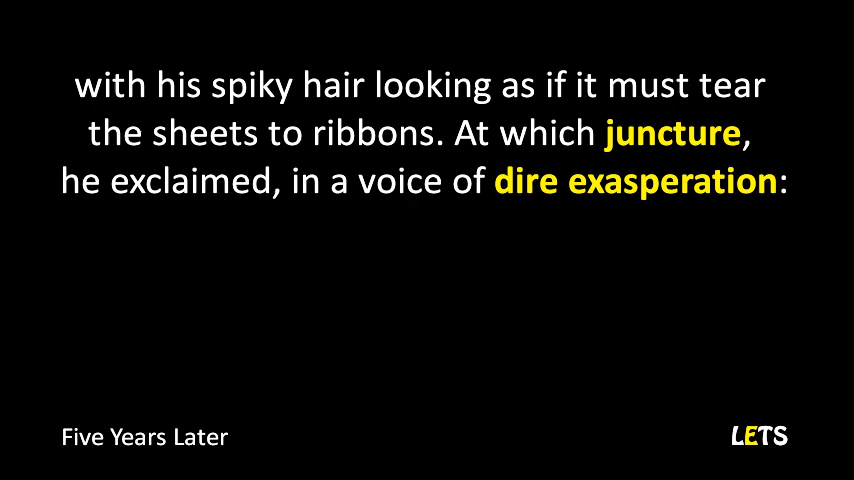 with his spiky hair looking as if it must tear
the sheets to ribbons. At which juncture,
he exclaimed, in a voice of dire exasperation:
Five Years Later
LETS